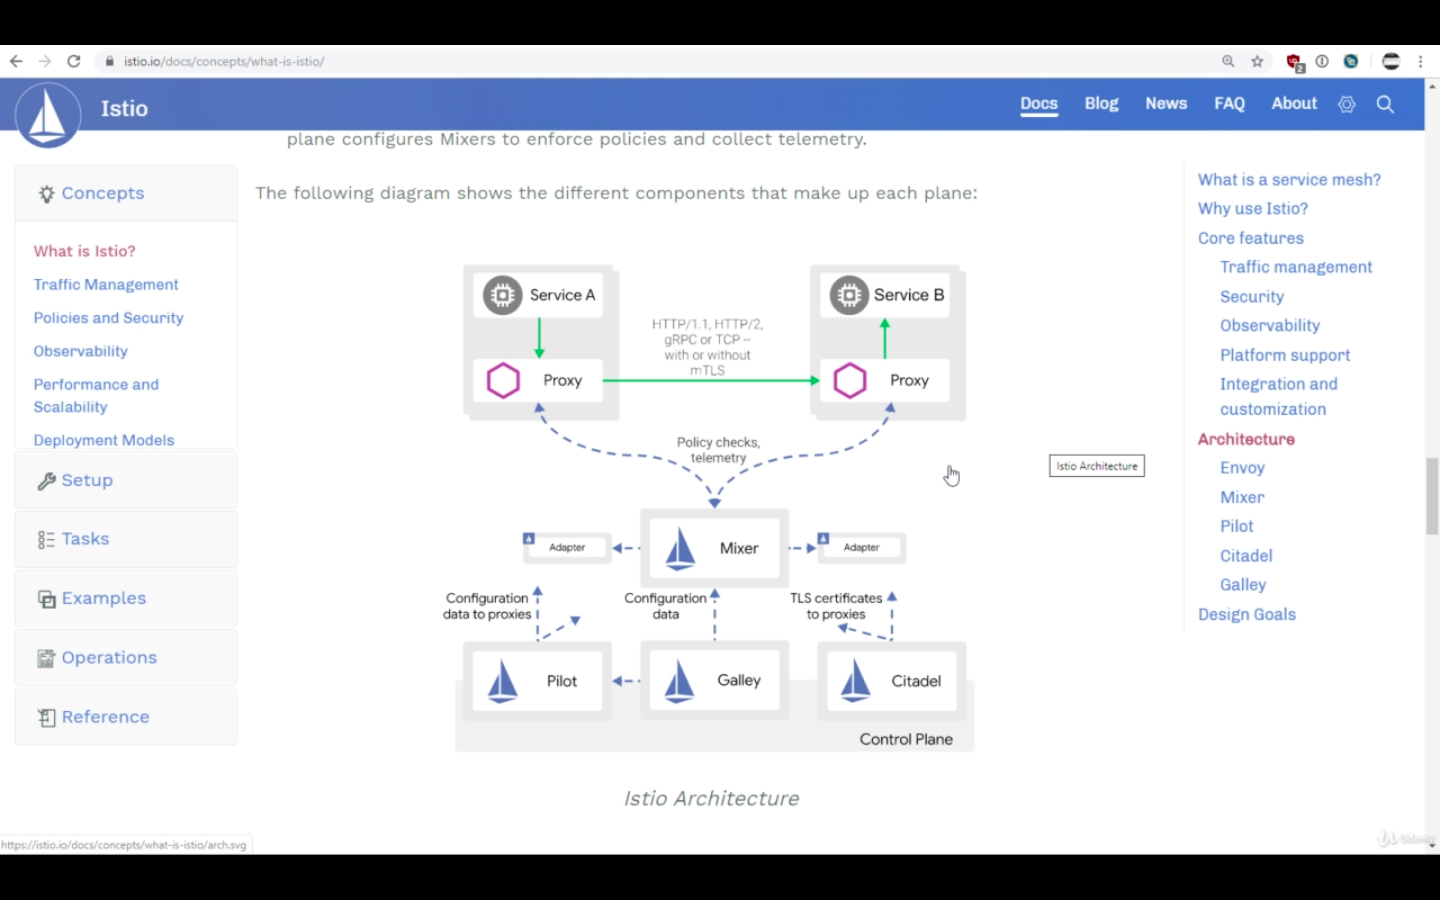 istio.io/docs/concepts/what-is-istio/
2
Istio
Docs
Blog
News
FAQ
About
plane configures Mixers to enforce policies and collect telemetry.
Concepts
What is Istio?
Traffic Management
Policies and Security
Observability
Performance and
Scalability
Deployment Models
Setup
Tasks
Examples
Operations
Reference
The following diagram shows the different components that make up each plane:
Service A
Service B
HTTP/1.1, HTTP/2,
gRPC or TCP --
with or without
mTLS
Proxy
Proxy
Policy checks,
telemetry
Istio Architecture
Adapter
Mixer
Adapter
Configuration
data to proxies
Configuration
data
TLS certificates
to proxies
Pilot
Galley
Citadel
Control Plane
Istio Architecture
What is a service mesh?
Why use Istio?
Core features
Traffic management
Security
Observability
Platform support
Integration and
customization
Architecture
Envoy
Mixer
Pilot
Citadel
Galley
Design Goals
https://istio.io/docs/concepts/what-is-istio/arch.svg
Udemy